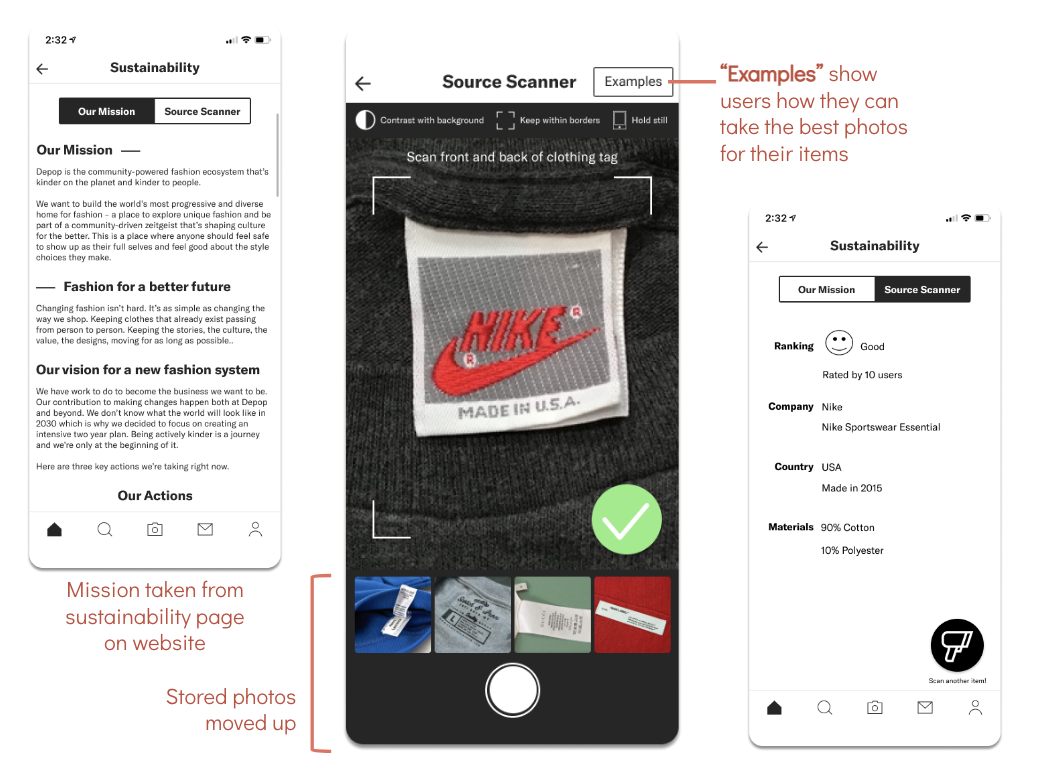 2:32
Sustainability
Our Mission
Source Scanner
Our Mission
Depop is the community-powered fashion ecosystem that's
kinder on the planet and kinder to people.
We want to build the world's most progressive and diverse
home for fashion – a place to explore unique fashion and be
part of a community-driven zeitgeist that's shaping culture
for the better. This is a place where anyone should feel safe
to show up as their full selves and feel good about the style
choices they make.
Fashion for a better future
Changing fashion isn't hard. It's as simple as changing the
way we shop. Keeping clothes that already exist passing
from person to person. Keeping the stories, the culture, the
value, the designs, moving for as long as possible..
Our vision for a new fashion system
We have work to do to become the business we want to be.
Our contribution to making changes happen both at Depop
and beyond. We don't know what the world will look like in
2030 which is why we decided to focus on creating an
intensive two year plan. Being actively kinder is a journey
and we're only at the beginning of it.
Here are three key actions we're taking right now.
Our Actions
Mission taken from
sustainability page
on website
Source Scanner
Examples
Contrast with background
Keep within borders
Hold still
Scan front and back of clothing tag
NIKE ®
®
MADE IN U.S.A.
L
Stored photos
moved up
“Examples” show
users how they can
take the best photos
for their items
2:32
Sustainability
Our Mission
Source Scanner
Ranking
Good
Rated by 10 users
Company
Nike
Nike Sportswear Essential
Country
USA
Made in 2015
Materials
90% Cotton
10% Polyester
Scan another item!